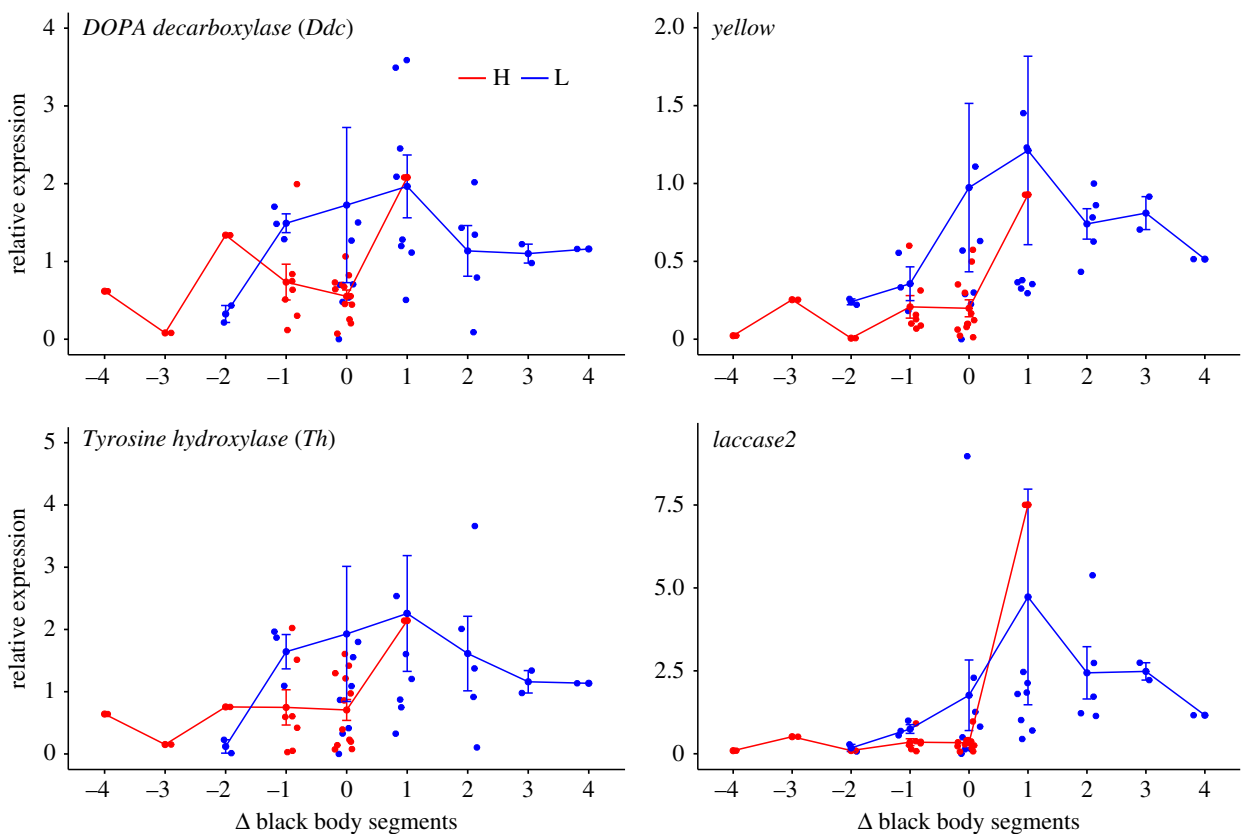 DOPA decarboxylase (Ddc)
H L
relative expression
4
3
2
1
0
–4 –3 –2 –1 0 1 2 3 4
yellow
2.0
1.5
1.0
0.5
0
–4 –3 –2 –1 0 1 2 3 4
Tyrosine hydroxylase (Th)
relative expression
5
4
3
2
1
0
–4 –3 –2 –1 0 1 2 3 4
Δ black body segments
laccase2
7.5
5.0
2.5
0
–4 –3 –2 –1 0 1 2 3 4
Δ black body segments